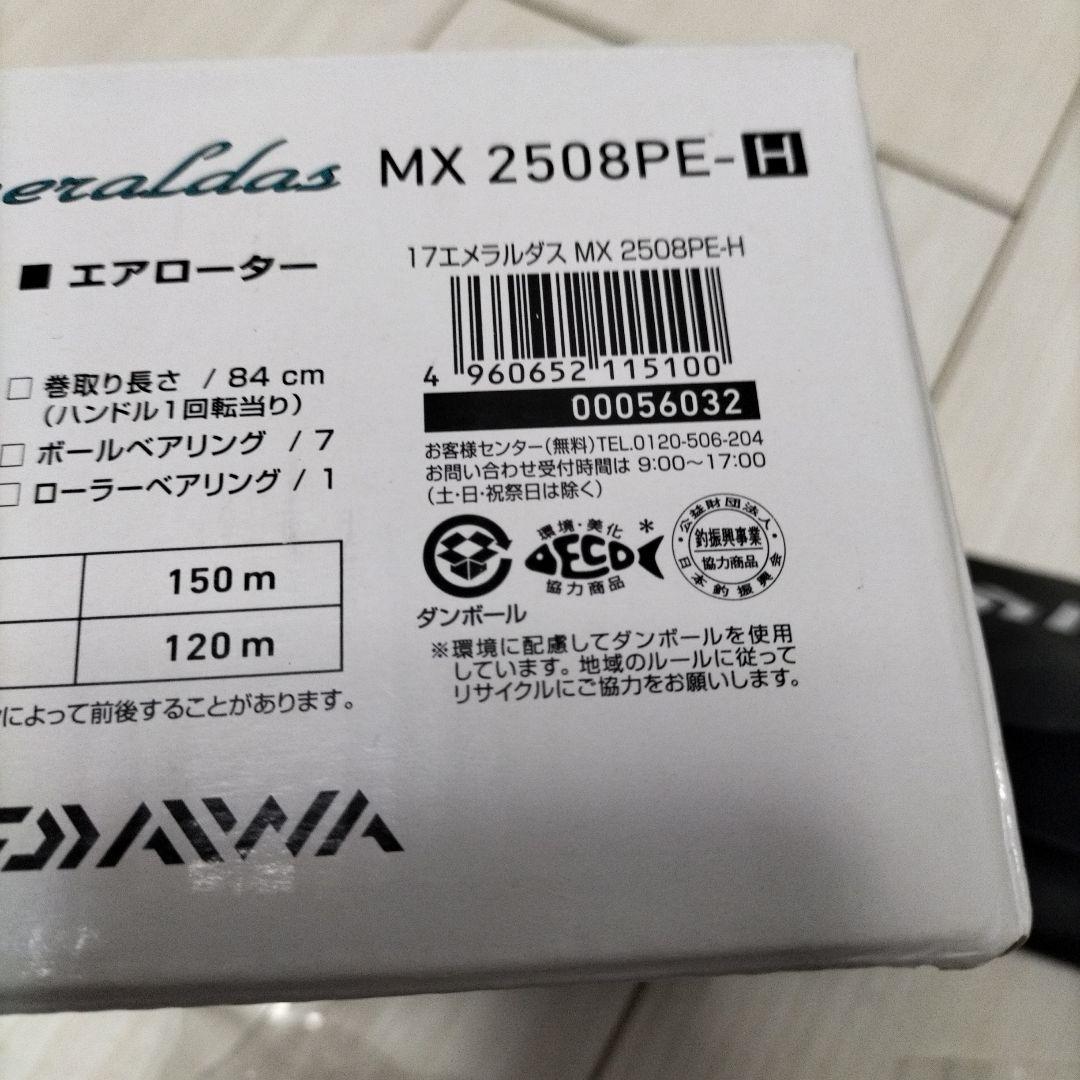 eraldas MX 2508PE-H
■ エアローター
17エメラルダス MX 2508PE-H
4 960652 115100
00056032
□ 巻取り長さ / 84 cm
(ハンドル1回転当り)
□ ボールベアリング / 7
□ ローラーベアリング / 1
お客様センター(無料)TEL.0120-506-204
お問い合わせ受付時間は 9:00～17:00
(土・日・祝祭日は除く)
150 m
120 m
によって前後することがあります。
ダンボール
環境・美化
DECO*
協力商品
公益財団法人
釣振興事業
協力商品
日本釣振興会
※環境に配慮してダンボールを使用
しています。地域のルールに従って
リサイクルにご協力をお願いします。
DAIWA